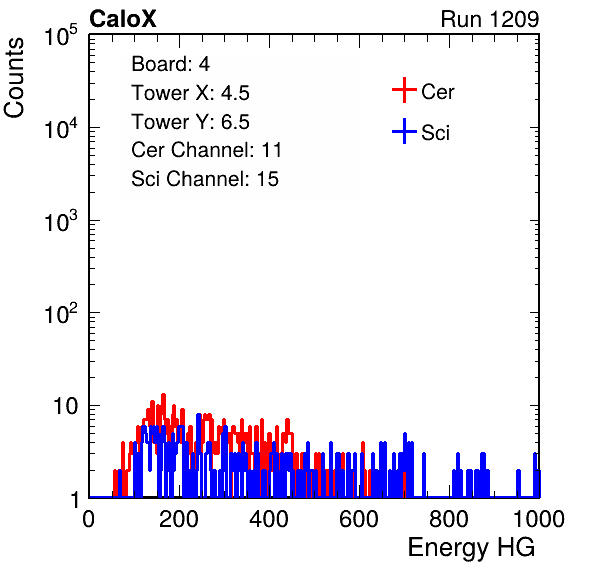 CaloX Run 1209
Counts
10^5
10^4
10^3
10^2
10
1
Board: 4
Tower X: 4.5
Tower Y: 6.5
Cer Channel: 11
Sci Channel: 15
Cer
Sci
0 200 400 600 800 1000
Energy HG